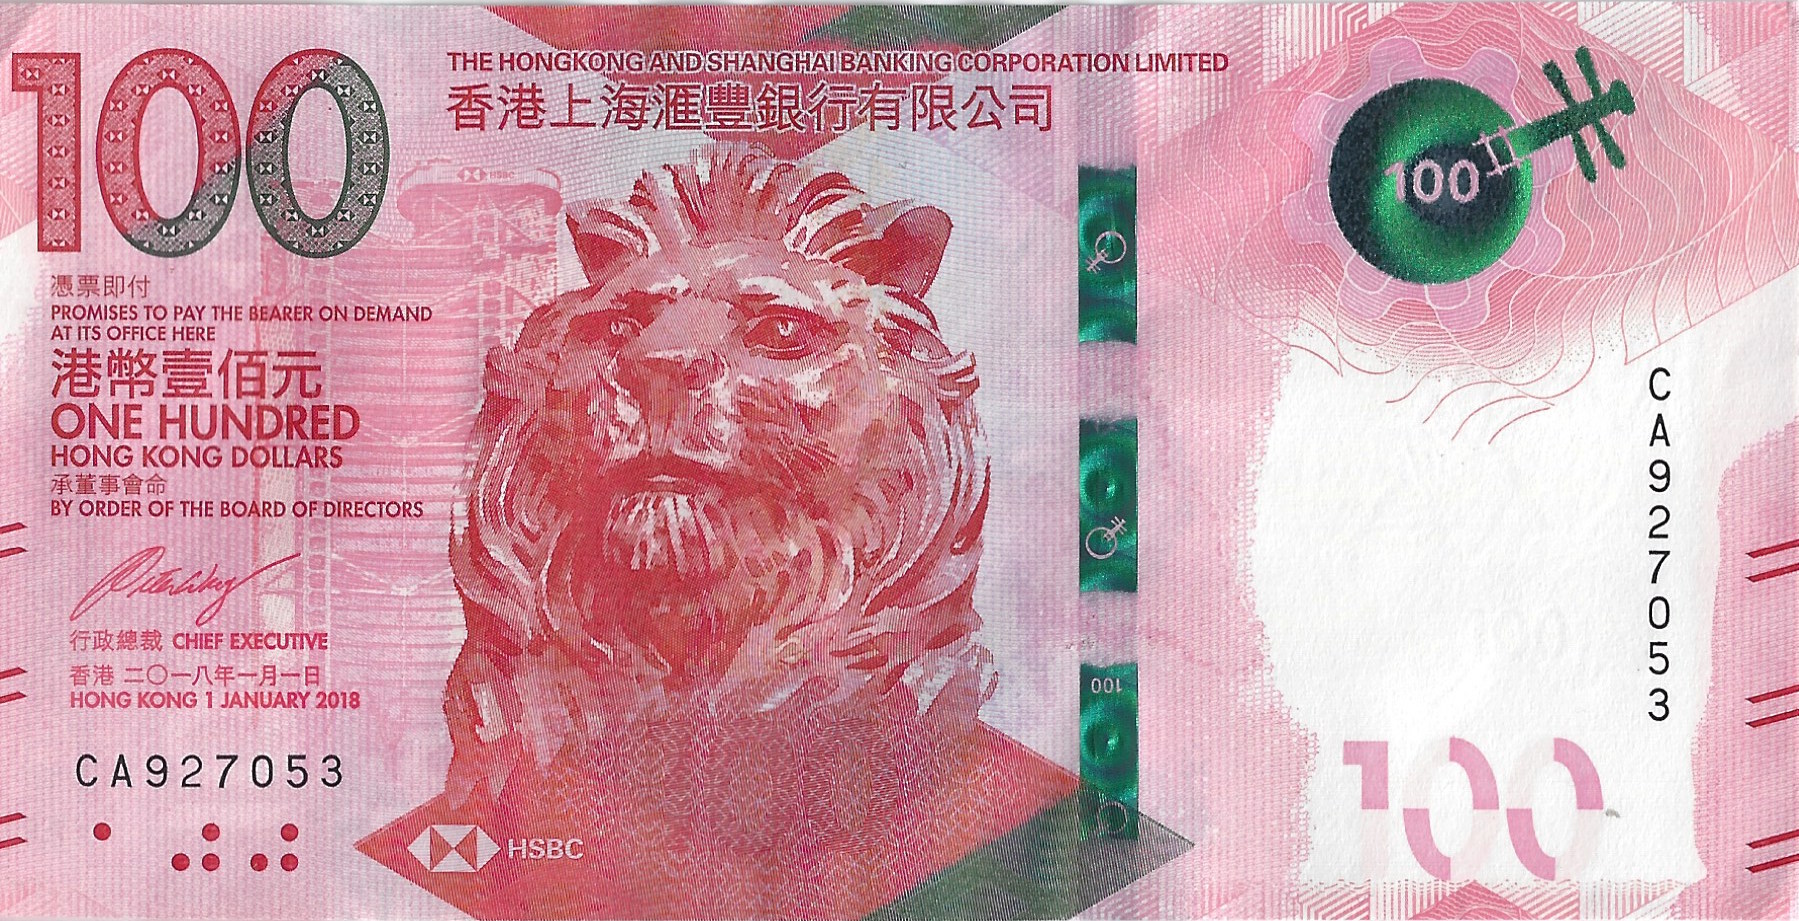 100
THE HONGKONG AND SHANGHAI BANKING CORPORATION LIMITED
香港上海滙豐銀行有限公司
HSBC
100
憑票即付
PROMISES TO PAY THE BEARER ON DEMAND
AT ITS OFFICE HERE
港幣壹佰元
ONE HUNDRED
HONG KONG DOLLARS
承董事會命
BY ORDER OF THE BOARD OF DIRECTORS
行政總裁 CHIEF EXECUTIVE
香港 二〇一八年一月一日
HONG KONG 1 JANUARY 2018
CA927053
HSBC
100
CA927053
100
100